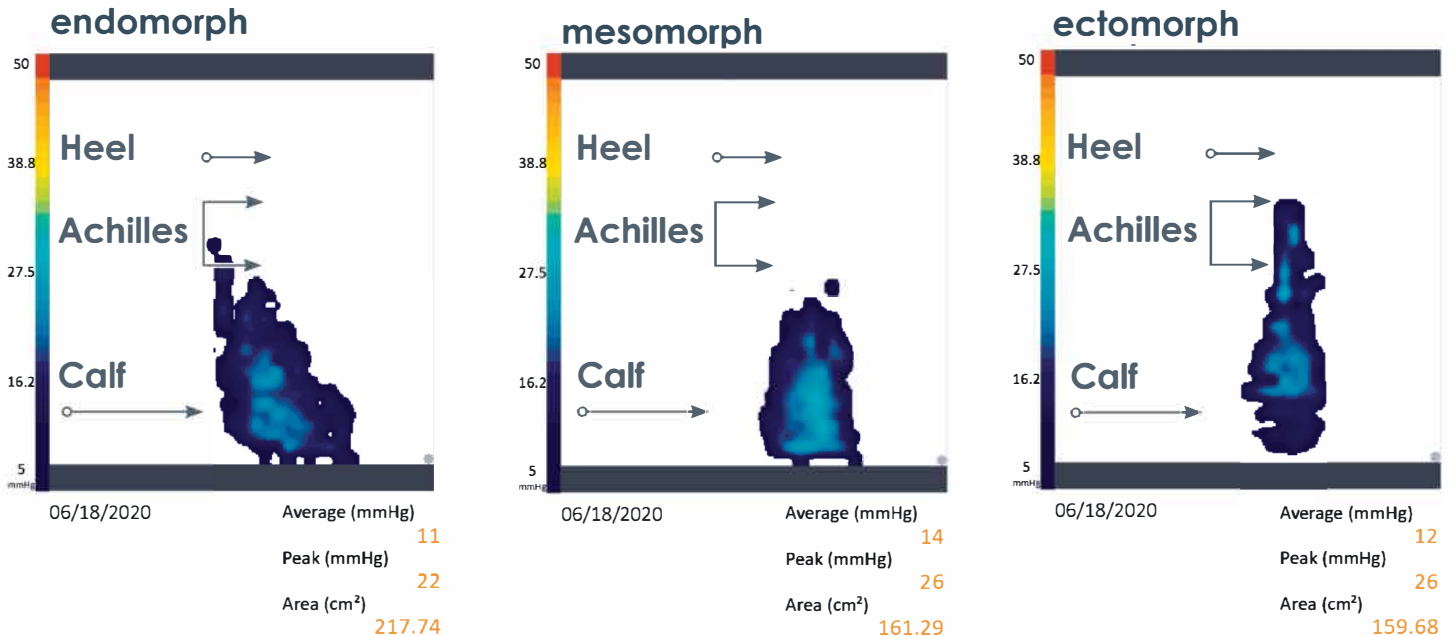 endomorph
50
Heel
38.8
Achilles
27.5
Calf
16.2
5
mmHg
06/18/2020
Average (mmHg)
11
Peak (mmHg)
22
Area (cm²)
217.74
mesomorph
50
Heel
38.8
Achilles
27.5
Calf
16.2
5
mmHg
06/18/2020
Average (mmHg)
14
Peak (mmHg)
26
Area (cm²)
161.29
ectomorph
50
Heel
38.8
Achilles
27.5
Calf
16.2
5
mmHg
06/18/2020
Average (mmHg)
12
Peak (mmHg)
26
Area (cm²)
159.68